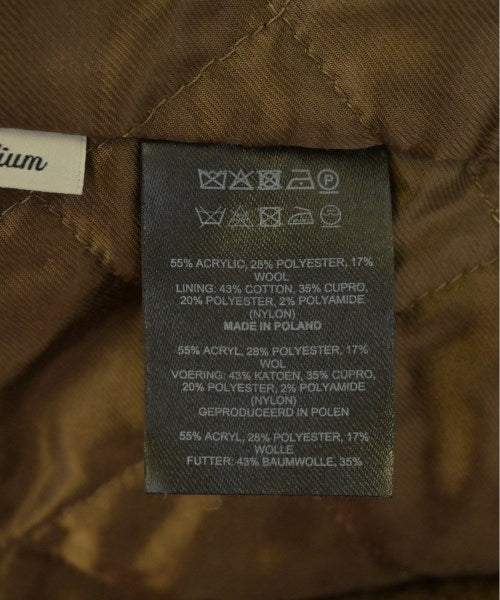 ium
P
55% ACRYLIC, 28% POLYESTER, 17%
WOOL
LINING: 43% COTTON, 35% CUPRO,
20% POLYESTER, 2% POLYAMIDE
(NYLON)
MADE IN POLAND
55% ACRYL, 28% POLYESTER, 17%
WOL
VOERING: 43% KATOEN, 35% CUPRO,
20% POLYESTER, 2% POLYAMIDE
(NYLON)
GEPRODUCEERD IN POLEN
55% ACRYL, 28% POLYESTER, 17%
WOLLE
FUTTER: 43% BAUMWOLLE, 35%